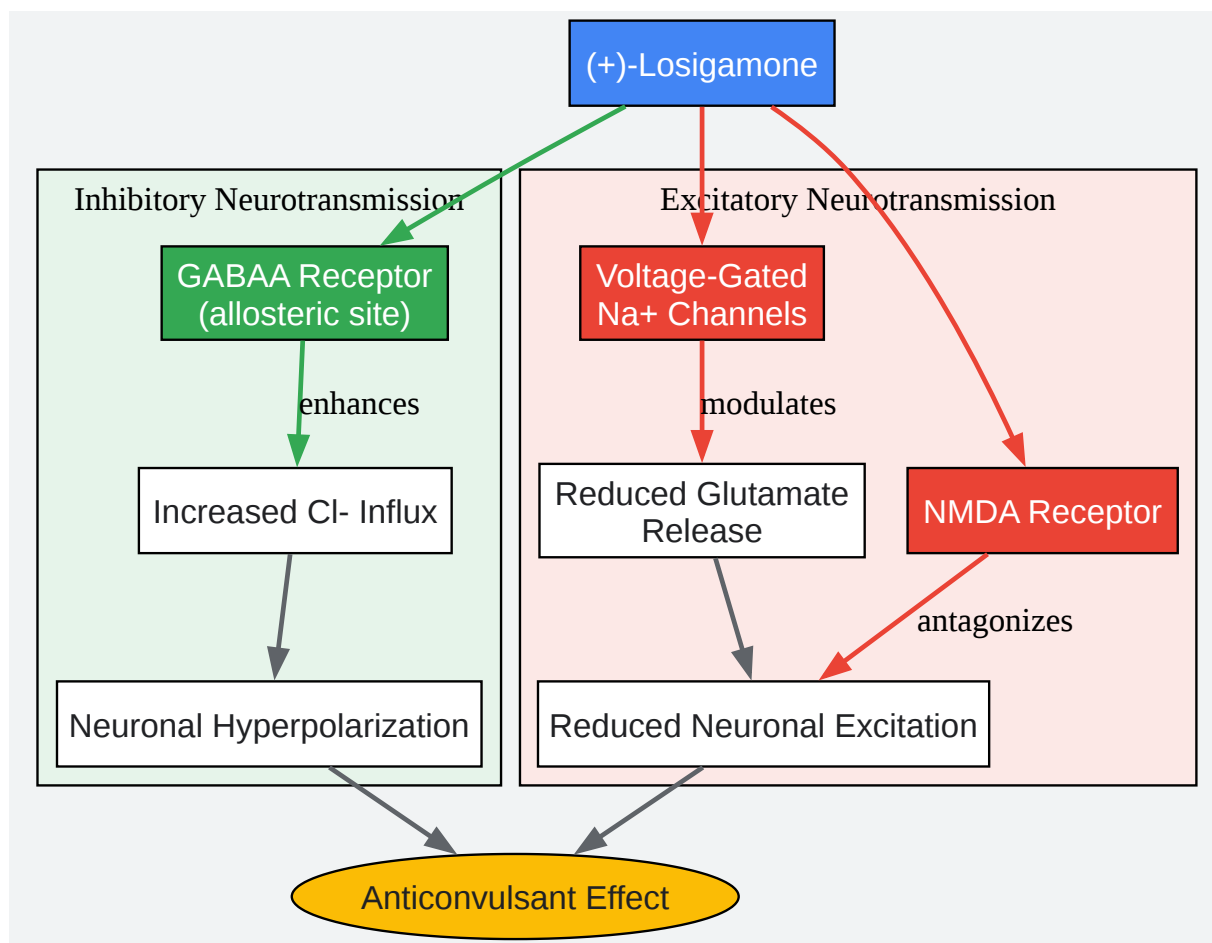 (+)-Losigamone
Inhibitory Neurotransmission
Excitatory Neurotransmission
GABAA Receptor
(allosteric site)
Voltage-Gated
Na+ Channels
enhances
modulates
Increased Cl- Influx
Reduced Glutamate
Release
NMDA Receptor
antagonizes
Neuronal Hyperpolarization
Reduced Neuronal Excitation
Anticonvulsant Effect